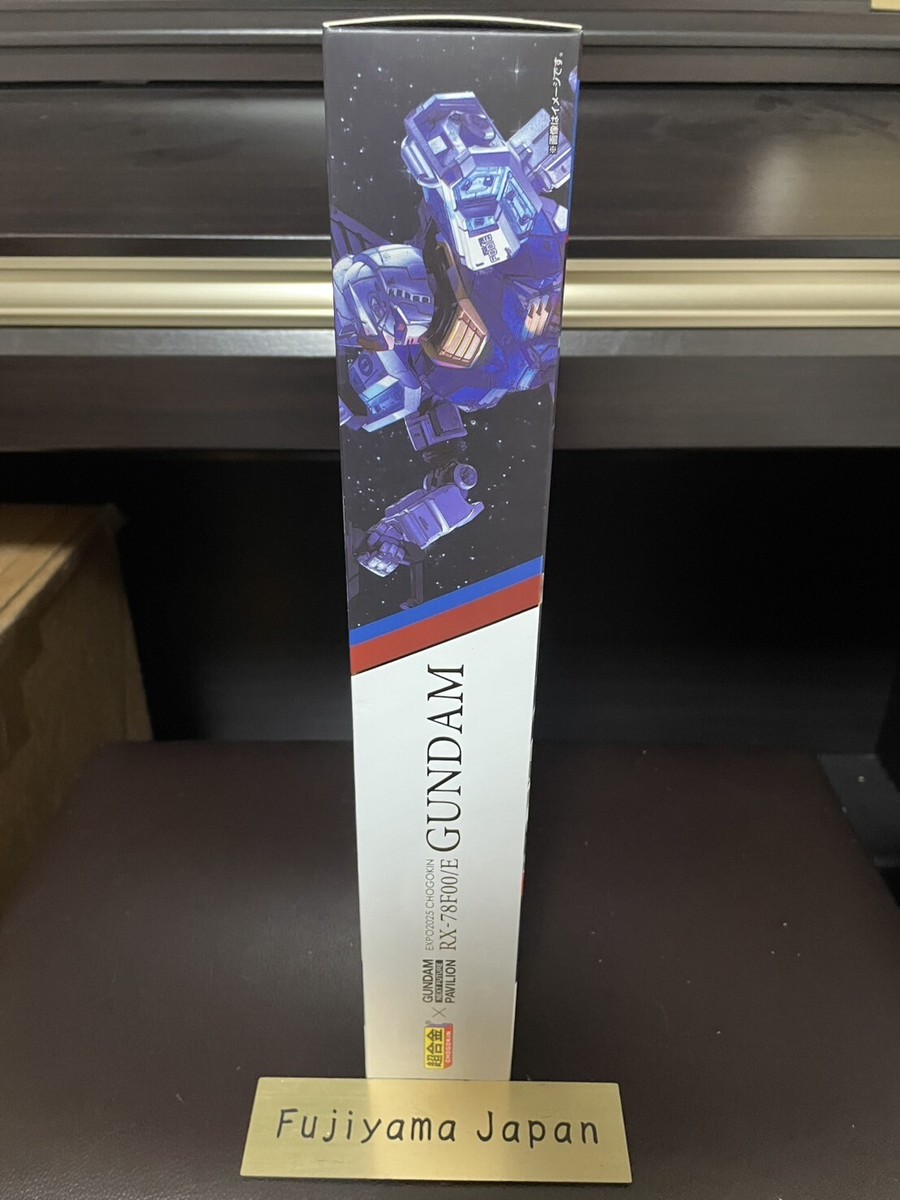 ※画像はイメージです。
GUNDAM
EXPO2025 CHOGOKIN
RX-78F00/E
GUNDAM
NEXT FUTURE
PAVILION
×
超合金
CHOGOKIN
Fujiyama Japan